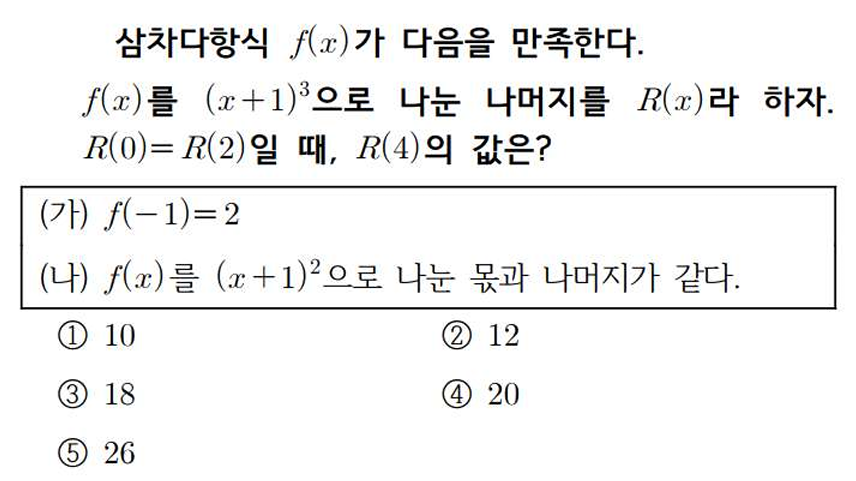 삼차다항식 f(x)가 다음을 만족한다.
f(x)를 (x+1)³으로 나눈 나머지를 R(x)라 하자.
R(0)=R(2)일 때, R(4)의 값은?
(가) f(-1)=2
(나) f(x)를 (x+1)²으로 나눈 몫과 나머지가 같다.
① 10 ② 12
③ 18 ④ 20
⑤ 26